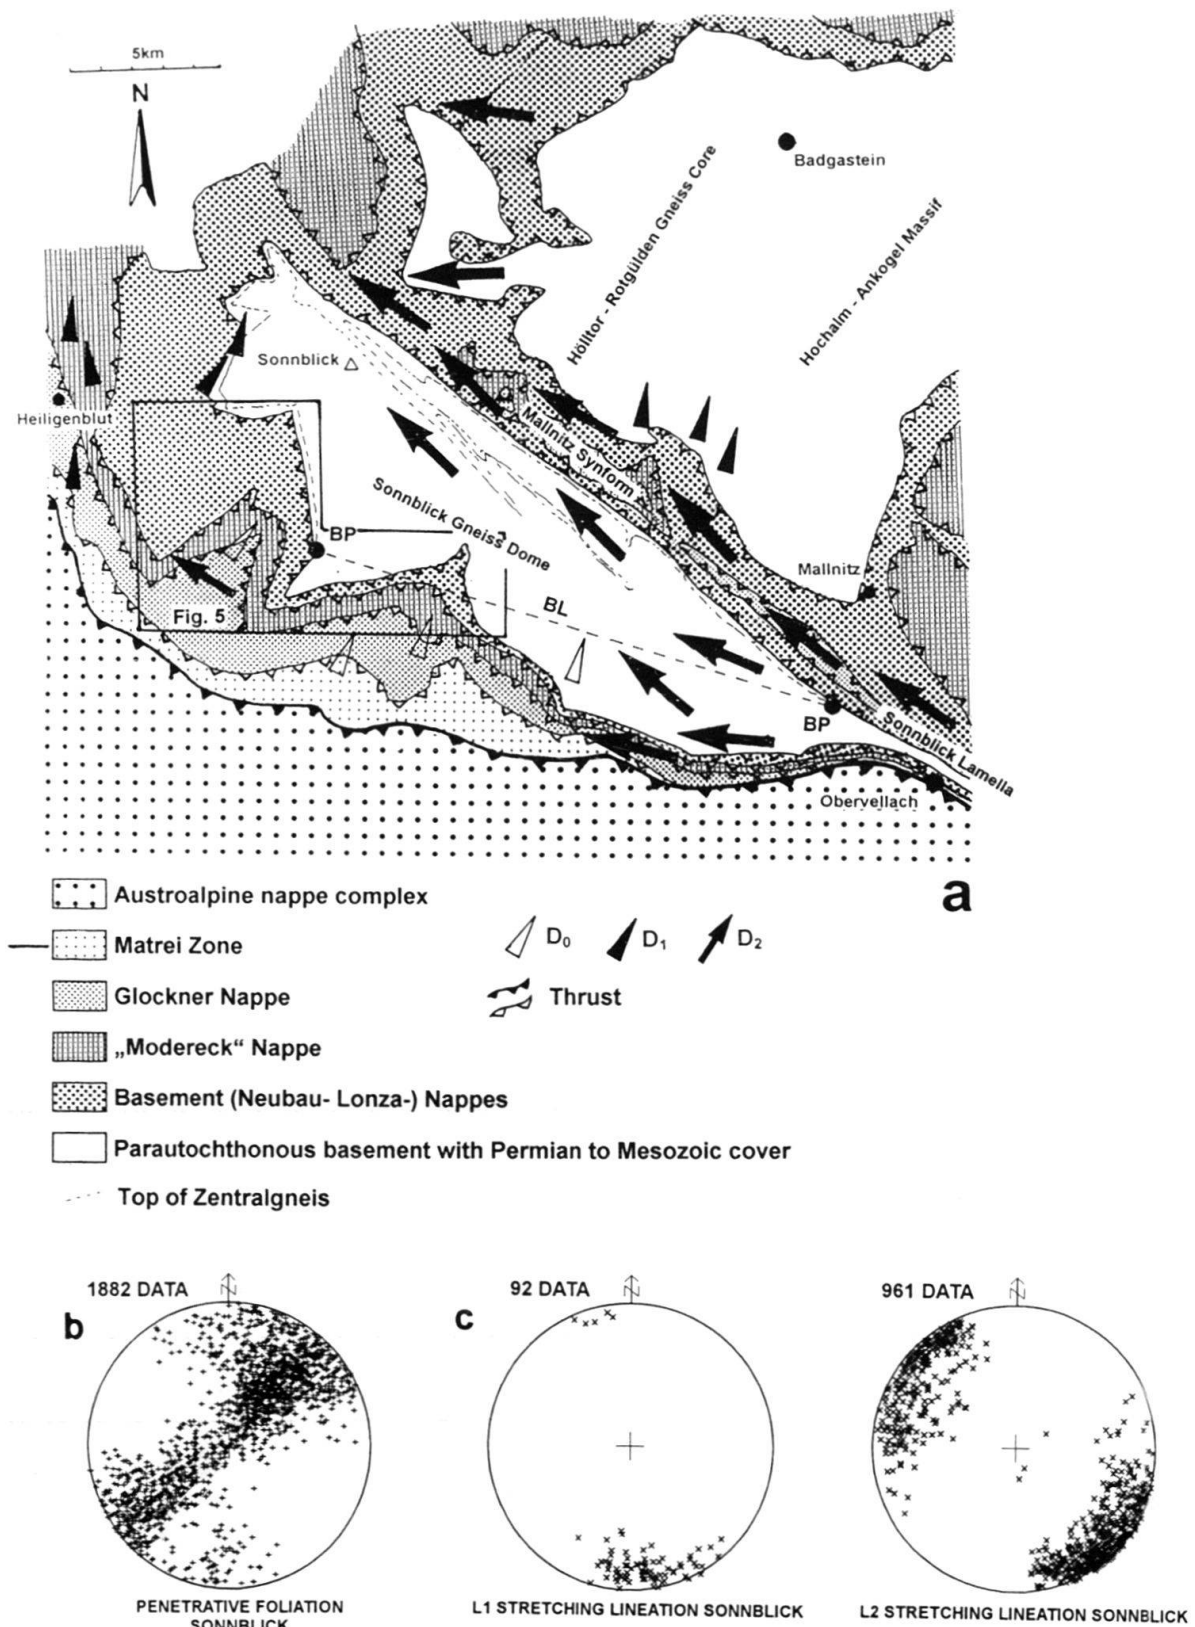 5km
N
Badgastein
Hölltor - Rotgülden Gneiss Core
Hochalm - Ankogel Massif
Sonnblick
Heiligenblut
Mallnitz Synform
Sonnblick Gneiss Dome
?
BP
BL
Mallnitz
Fig. 5
BP
Sonnblick Lamella
Obervellach
a
Austroalpine nappe complex
Matrei Zone
Glockner Nappe
„Modereck“ Nappe
Basement (Neubau- Lonza-) Nappes
Parautochthonous basement with Permian to Mesozoic cover
Top of Zentralgneis
D0 D1 D2
Thrust
1882 DATA
N
b
PENETRATIVE FOLIATION
SONNBLICK
92 DATA
N
c
L1 STRETCHING LINEATION SONNBLICK
961 DATA
N
L2 STRETCHING LINEATION SONNBLICK